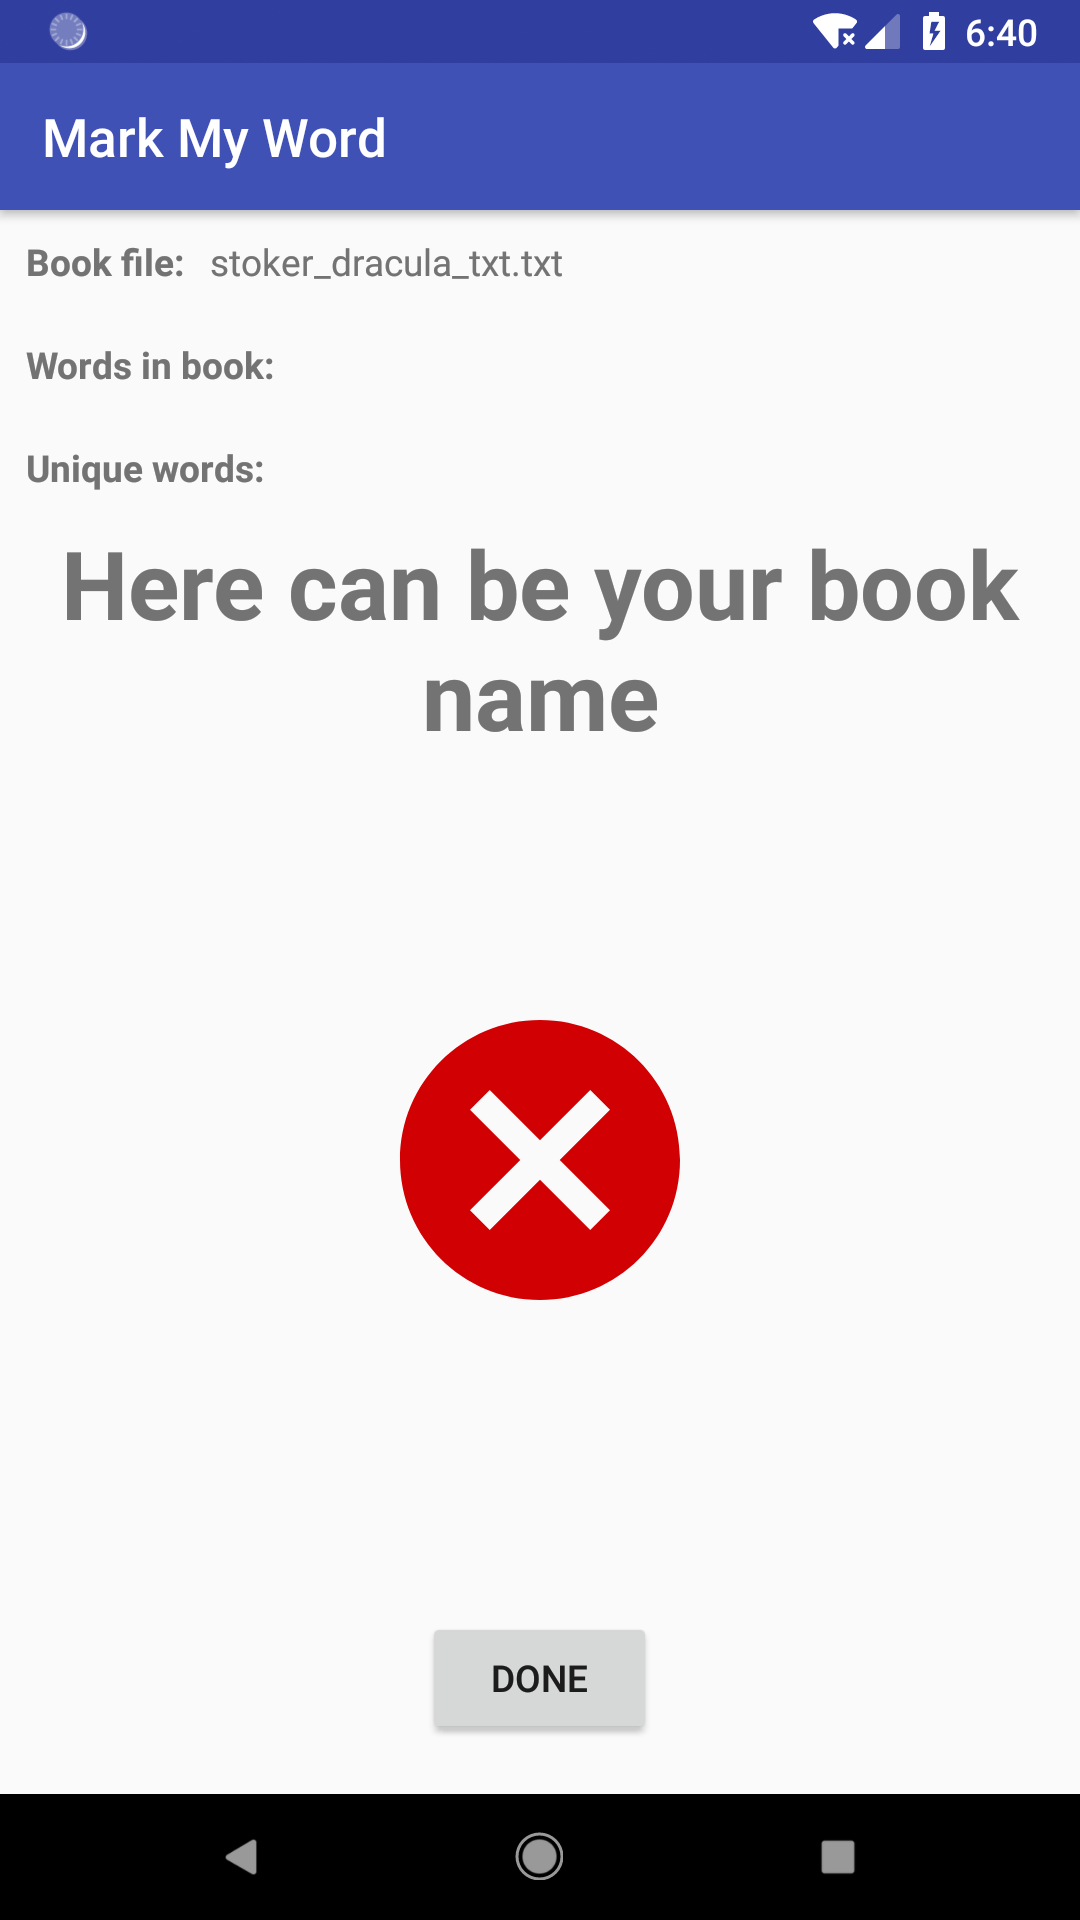 6:40
Mark My Word
Book file: stoker_dracula_txt.txt
Words in book:
Unique words:
Here can be your book
name
DONE